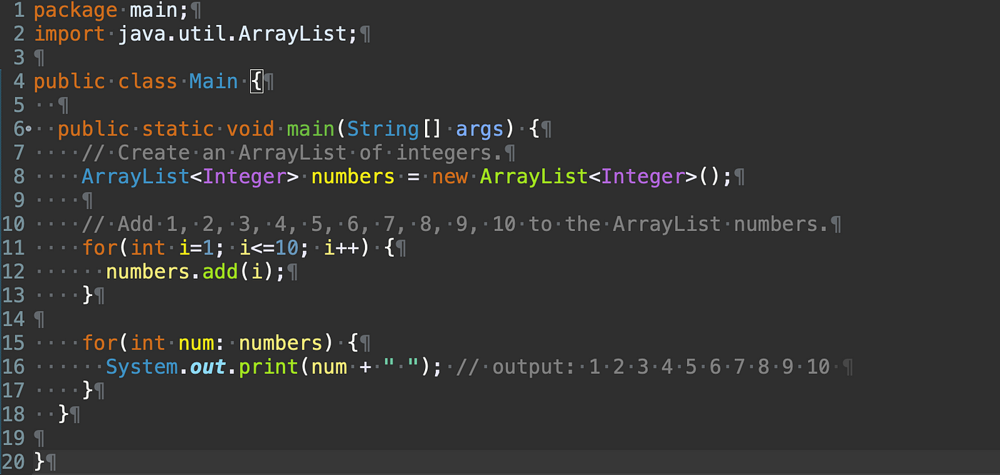 1 package main;¶
2 import java.util.ArrayList;¶
3 ¶
4 public class Main {¶
5   ¶
6   public static void main(String[] args) {¶
7     // Create an ArrayList of integers.¶
8     ArrayList<Integer> numbers = new ArrayList<Integer>();¶
9     ¶
10     // Add 1, 2, 3, 4, 5, 6, 7, 8, 9, 10 to the ArrayList numbers.¶
11     for(int i=1; i<=10; i++) {¶
12       numbers.add(i);¶
13     }¶
14 ¶
15     for(int num: numbers) {¶
16       System.out.print(num + " "); // output: 1 2 3 4 5 6 7 8 9 10 ¶
17     }¶
18   }¶
19 ¶
20 }¶